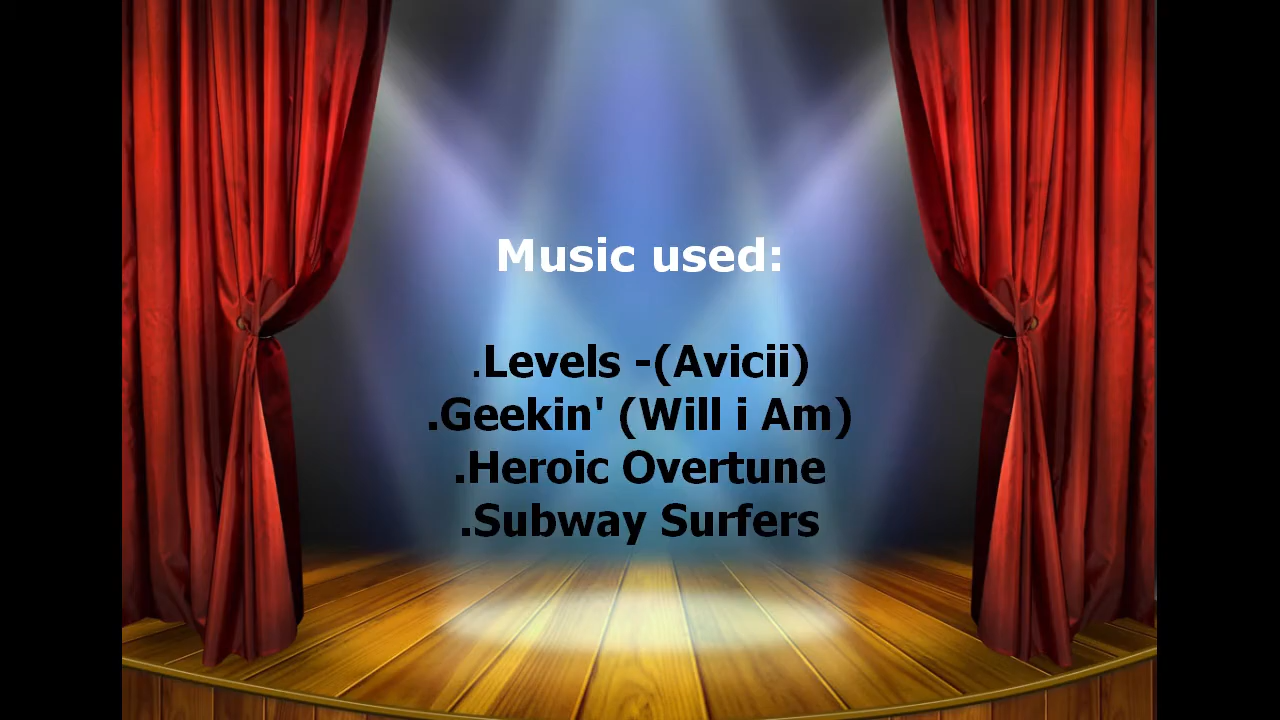 Music used:
.Levels -(Avicii)
.Geekin' (Will i Am)
.Heroic Overtune
.Subway Surfers